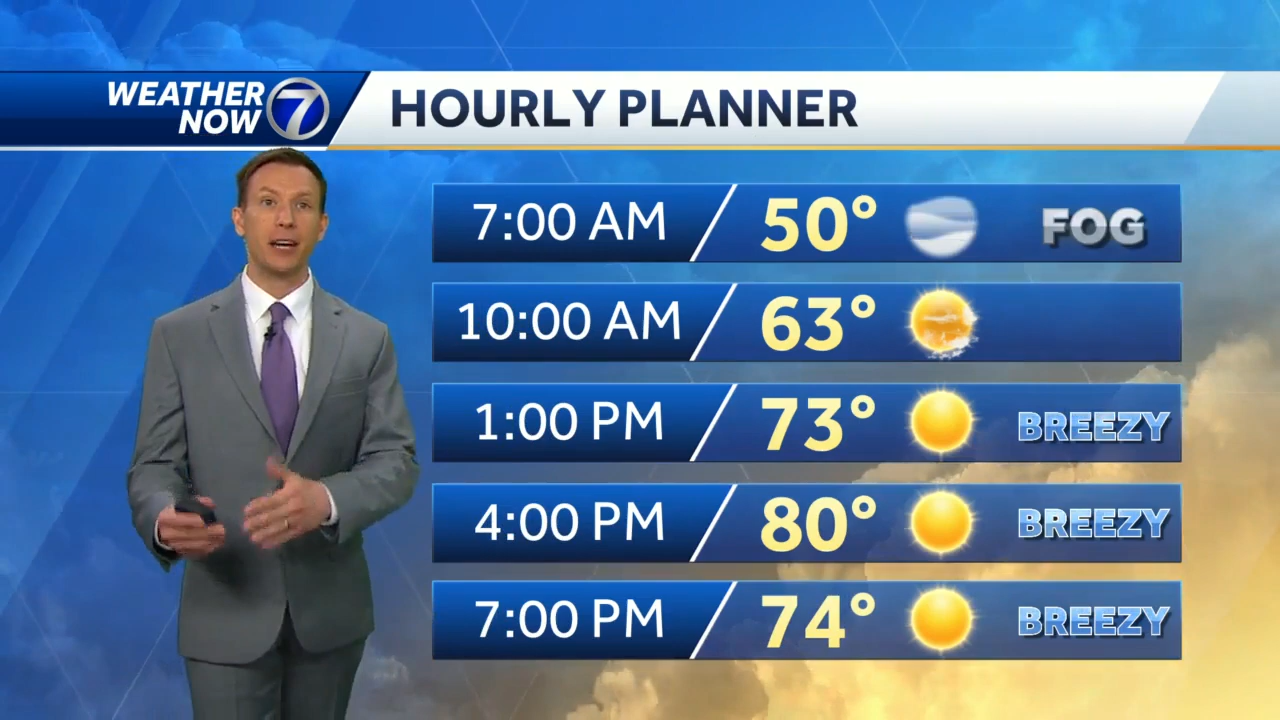 WEATHER
NOW 7
HOURLY PLANNER
7:00 AM 50° FOG
10:00 AM 63°
1:00 PM 73° BREEZY
4:00 PM 80° BREEZY
7:00 PM 74° BREEZY